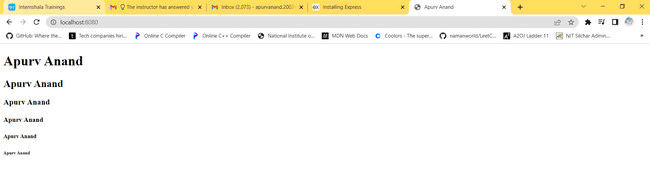 Internshala Trainings
The instructor has answered y
Inbox (2,073) - apurvanand.2007
Installing Express
Apurv Anand
localhost:8080
GitHub: Where the...
Tech companies hiri...
Online C Compiler
Online C++ Compiler
National Institute o...
MDN Web Docs
Coolors - The super...
namanworld/LeetC...
A2OJ Ladder 11
NIT Silchar Admin...
Apurv Anand
Apurv Anand
Apurv Anand
Apurv Anand
Apurv Anand
Apurv Anand